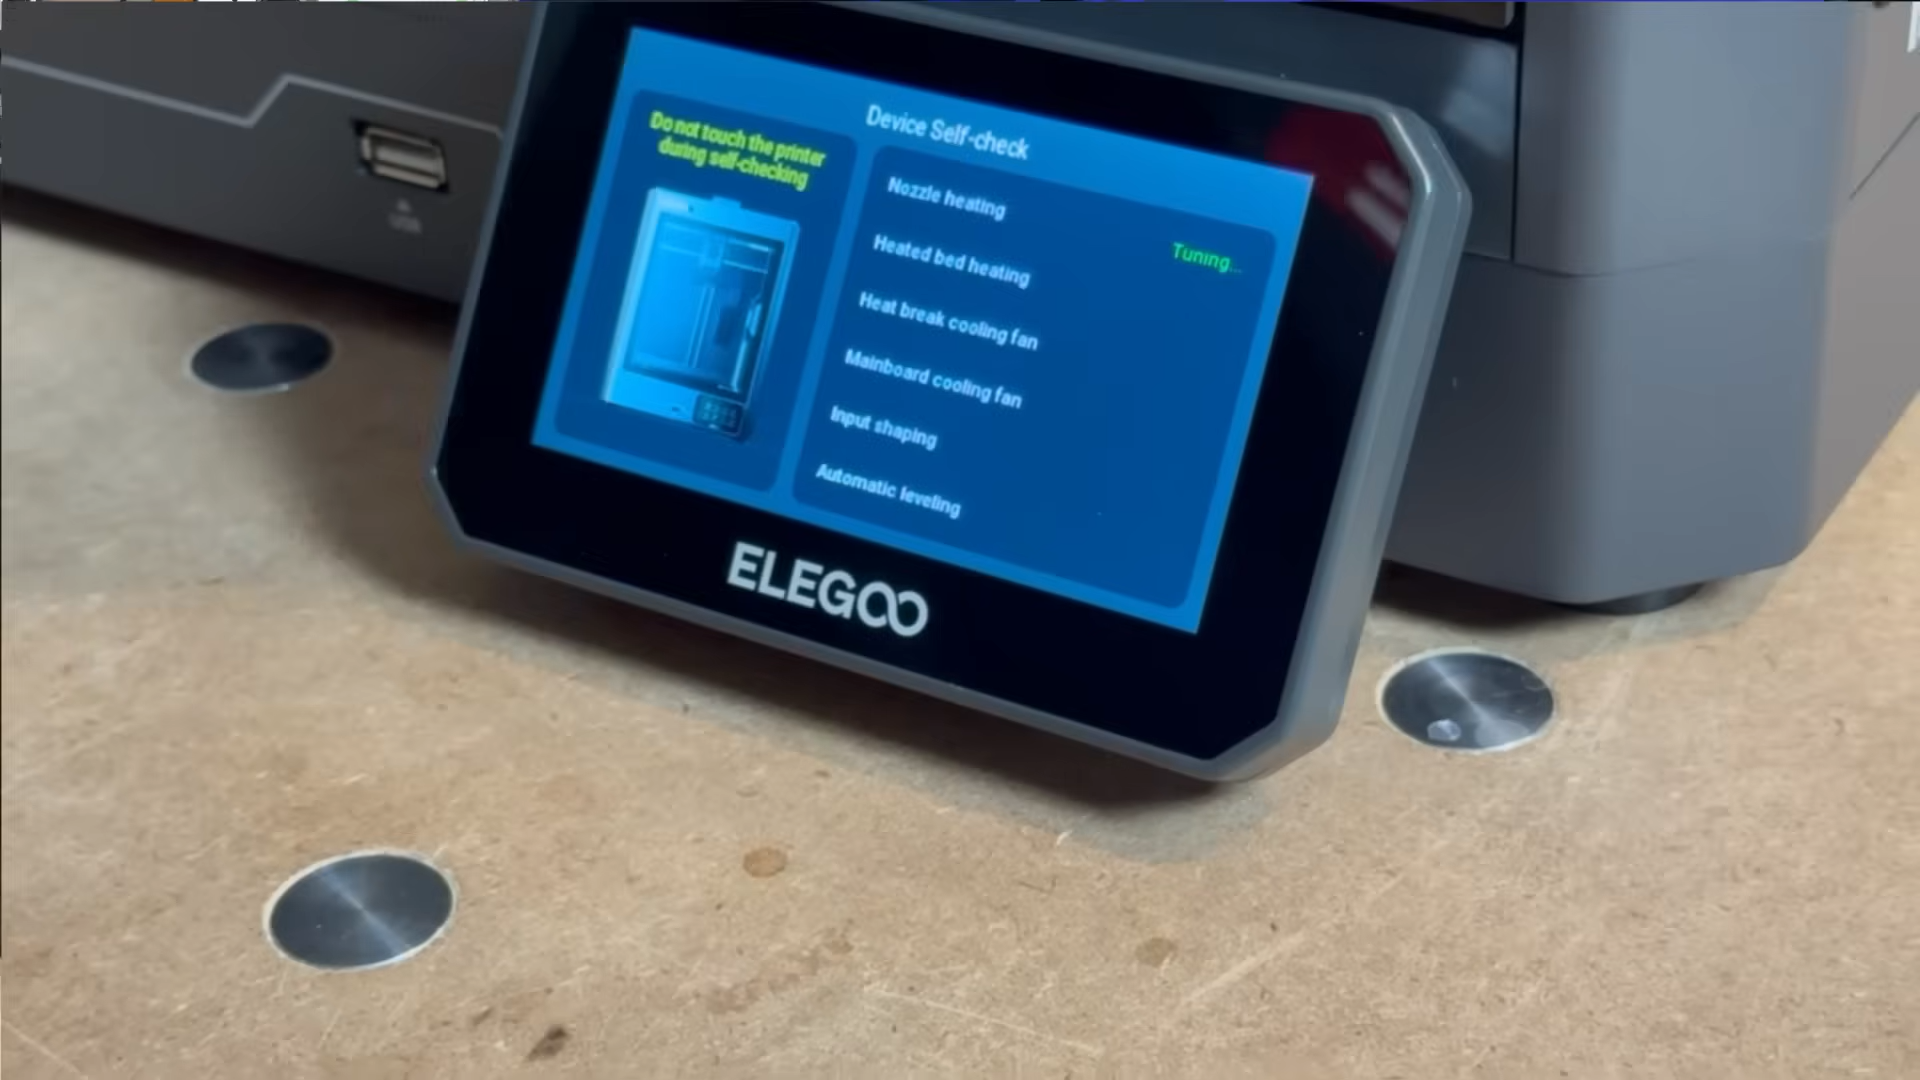 Do not touch the printer
during self-checking
Device Self-check
Nozzle heating
Tuning...
Heated bed heating
Heat break cooling fan
Mainboard cooling fan
Input shaping
Automatic leveling
ELEGOO
USB